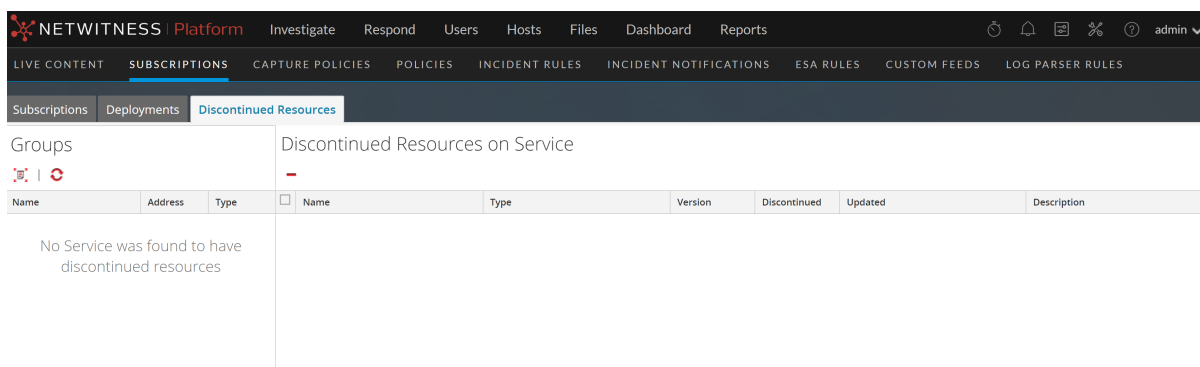 NETWITNESS | Platform Investigate Respond Users Hosts Files Dashboard Reports admin
LIVE CONTENT SUBSCRIPTIONS CAPTURE POLICIES POLICIES INCIDENT RULES INCIDENT NOTIFICATIONS ESA RULES CUSTOM FEEDS LOG PARSER RULES
Subscriptions Deployments Discontinued Resources
Groups
Discontinued Resources on Service
Name Address Type
Name Type Version Discontinued Updated Description
No Service was found to have
discontinued resources